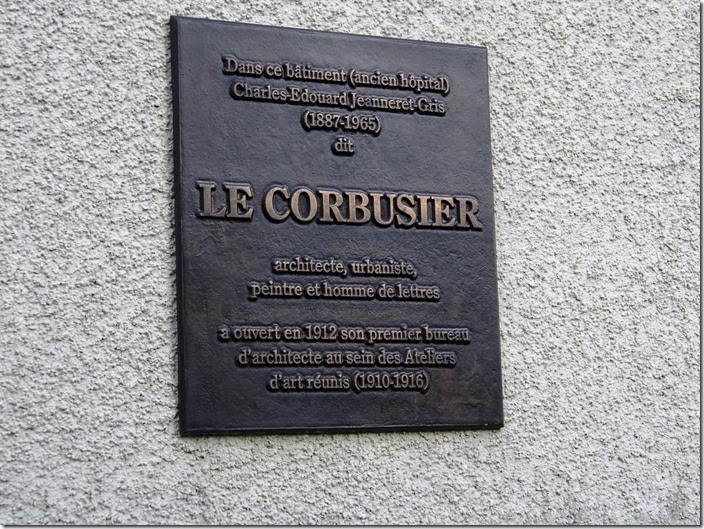 Dans ce bâtiment (ancien hôpital)
Charles-Edouard Jeanneret-Gris
(1887-1965)
dit
LE CORBUSIER
architecte, urbaniste,
peintre et homme de lettres
a ouvert en 1912 son premier bureau
d'architecte au sein des Ateliers
d'art réunis (1910-1916)